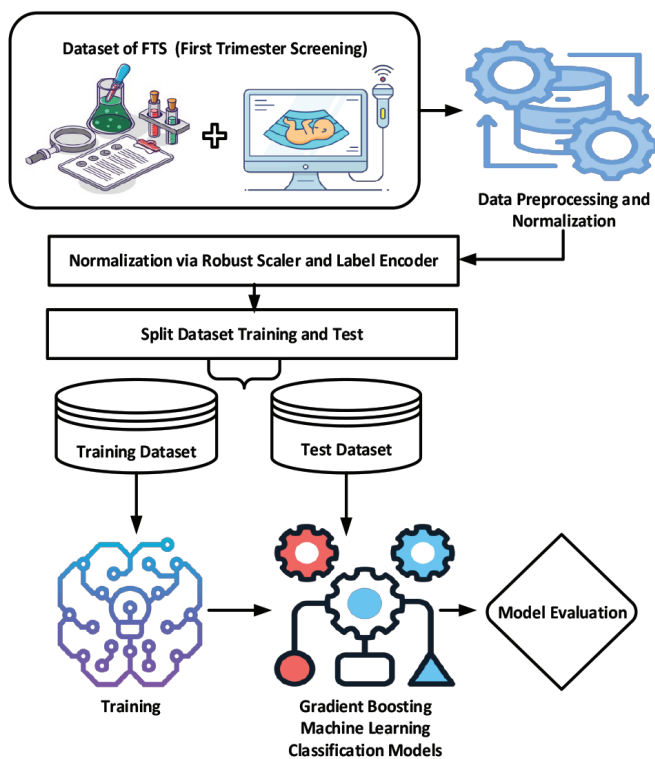 Dataset of FTS (First Trimester Screening)
Data Preprocessing and
Normalization
Normalization via Robust Scaler and Label Encoder
Split Dataset Training and Test
Training Dataset
Test Dataset
Model Evaluation
Training
Gradient Boosting
Machine Learning
Classification Models